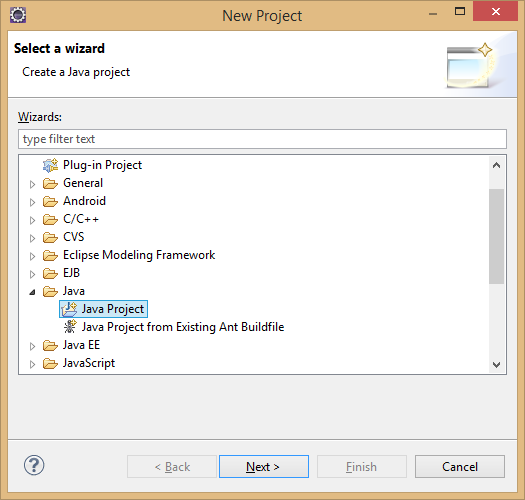 New Project
Select a wizard
Create a Java project
Wizards:
type filter text
Plug-in Project
General
Android
C/C++
CVS
Eclipse Modeling Framework
EJB
Java
Java Project
Java Project from Existing Ant Buildfile
Java EE
JavaScript
? < Back Next > Finish Cancel